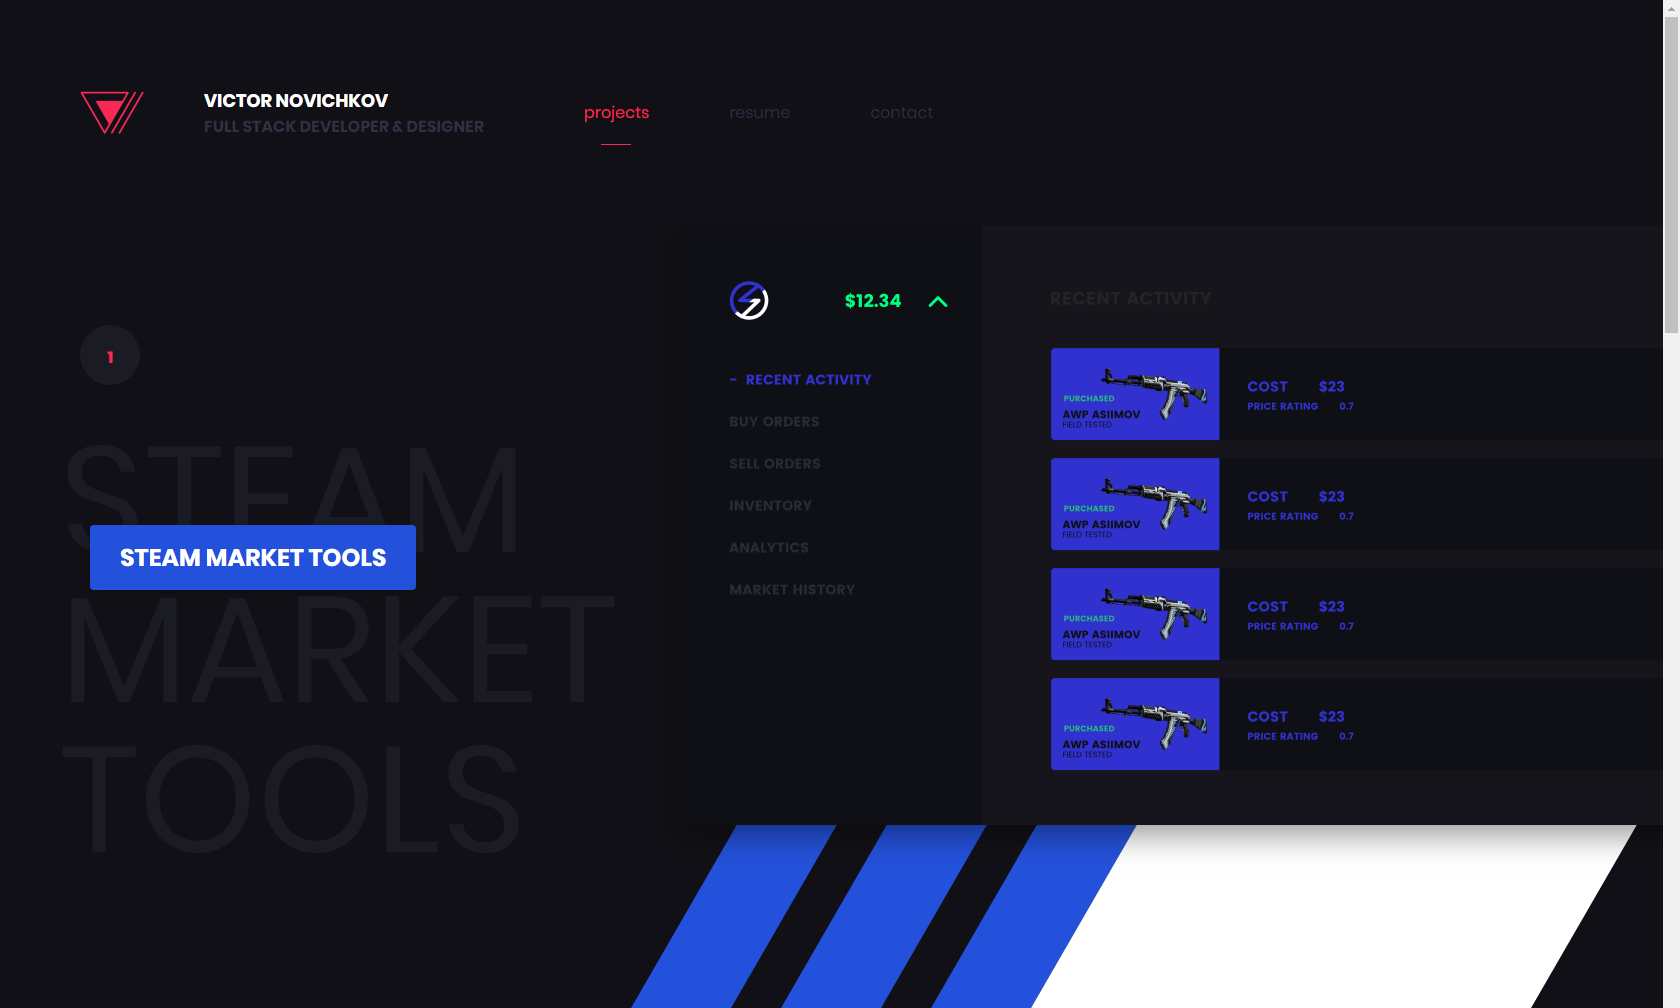 VICTOR NOVICHKOV
FULL STACK DEVELOPER & DESIGNER
projects
resume
contact
1
STEAM
MARKET
TOOLS
STEAM MARKET TOOLS
$12.34
- RECENT ACTIVITY
BUY ORDERS
SELL ORDERS
INVENTORY
ANALYTICS
MARKET HISTORY
RECENT ACTIVITY
PURCHASED
AWP ASIIMOV
FIELD TESTED
COST $23
PRICE RATING 0.7
PURCHASED
AWP ASIIMOV
FIELD TESTED
COST $23
PRICE RATING 0.7
PURCHASED
AWP ASIIMOV
FIELD TESTED
COST $23
PRICE RATING 0.7
PURCHASED
AWP ASIIMOV
FIELD TESTED
COST $23
PRICE RATING 0.7